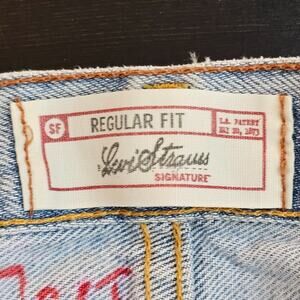 SF
REGULAR FIT
U.S. PATENT
MAY 20, 1873
Levi Strauss
SIGNATURE